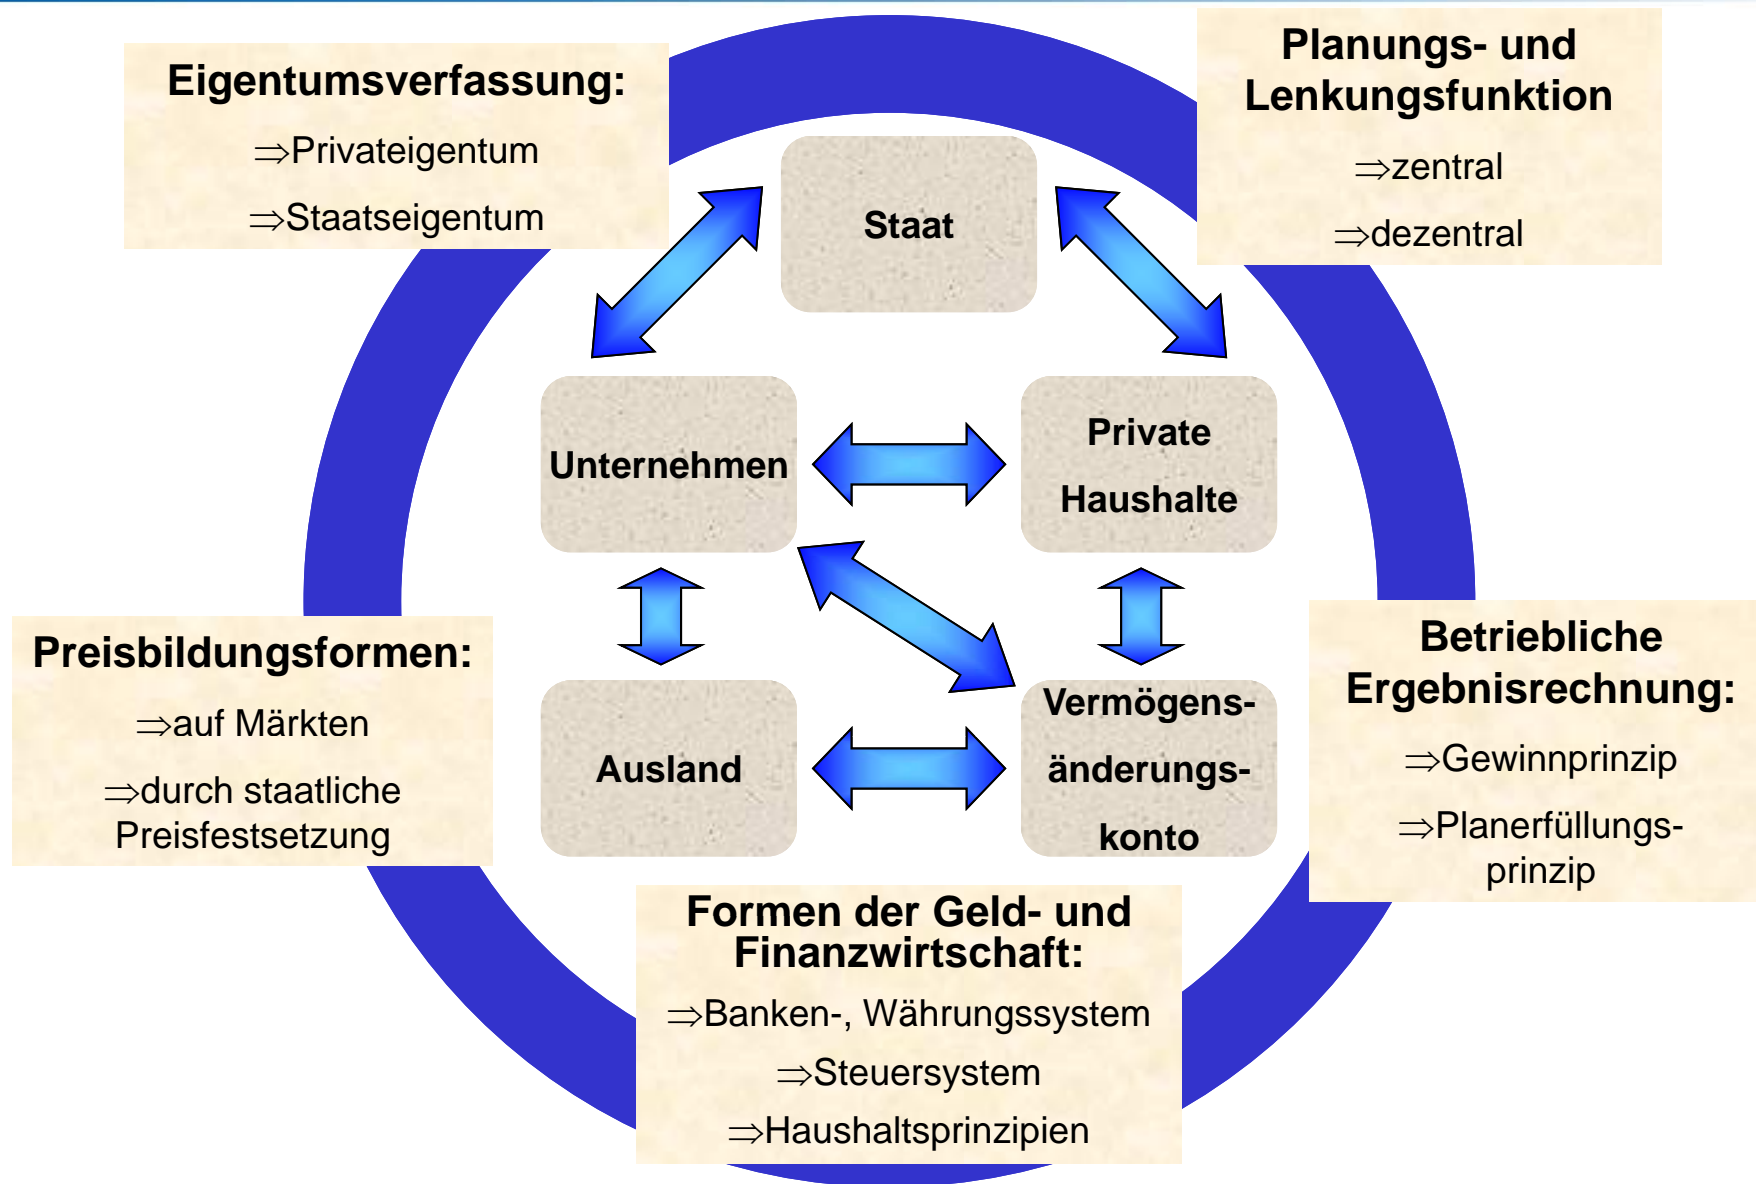 Eigentumsverfassung:
⇒Privateigentum
⇒Staatseigentum
Planungs- und
Lenkungsfunktion
⇒zentral
⇒dezentral
Staat
Unternehmen
Private
Haushalte
Preisbildungsformen:
⇒auf Märkten
⇒durch staatliche
Preisfestsetzung
Ausland
Vermögens-
änderungs-
konto
Betriebliche
Ergebnisrechnung:
⇒Gewinnprinzip
⇒Planerfüllungs-
prinzip
Formen der Geld- und
Finanzwirtschaft:
⇒Banken-, Währungssystem
⇒Steuersystem
⇒Haushaltsprinzipien